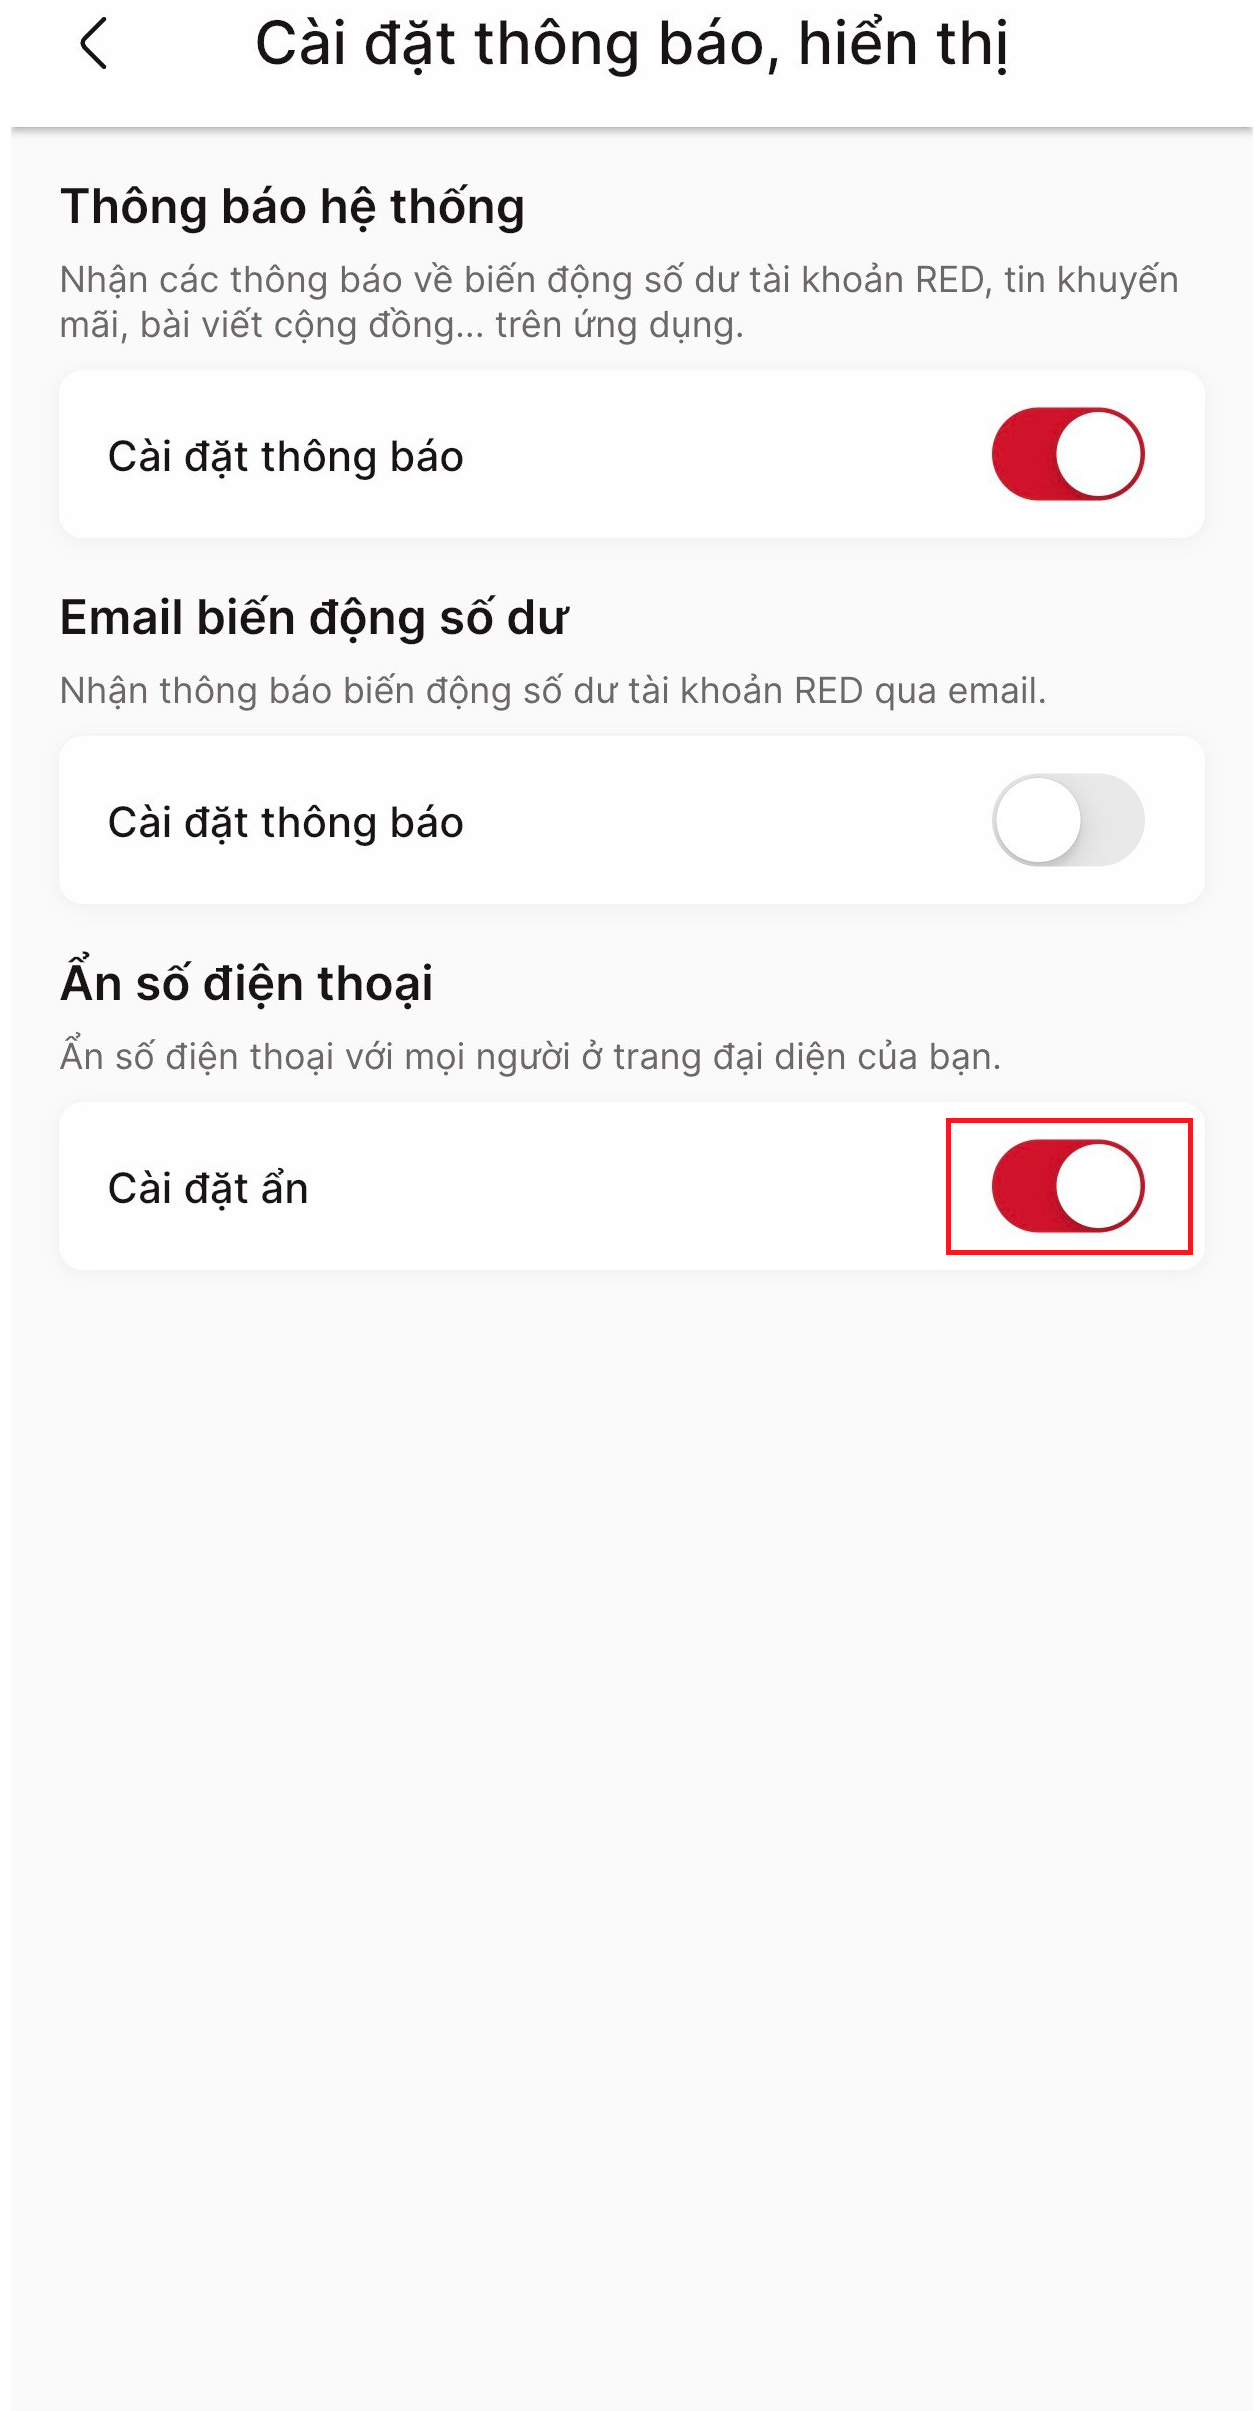 Cài đặt thông báo, hiển thị
Thông báo hệ thống
Nhận các thông báo về biến động số dư tài khoản RED, tin khuyến
mãi, bài viết cộng đồng... trên ứng dụng.
Cài đặt thông báo
Email biến động số dư
Nhận thông báo biến động số dư tài khoản RED qua email.
Cài đặt thông báo
Ẩn số điện thoại
Ẩn số điện thoại với mọi người ở trang đại diện của bạn.
Cài đặt ẩn